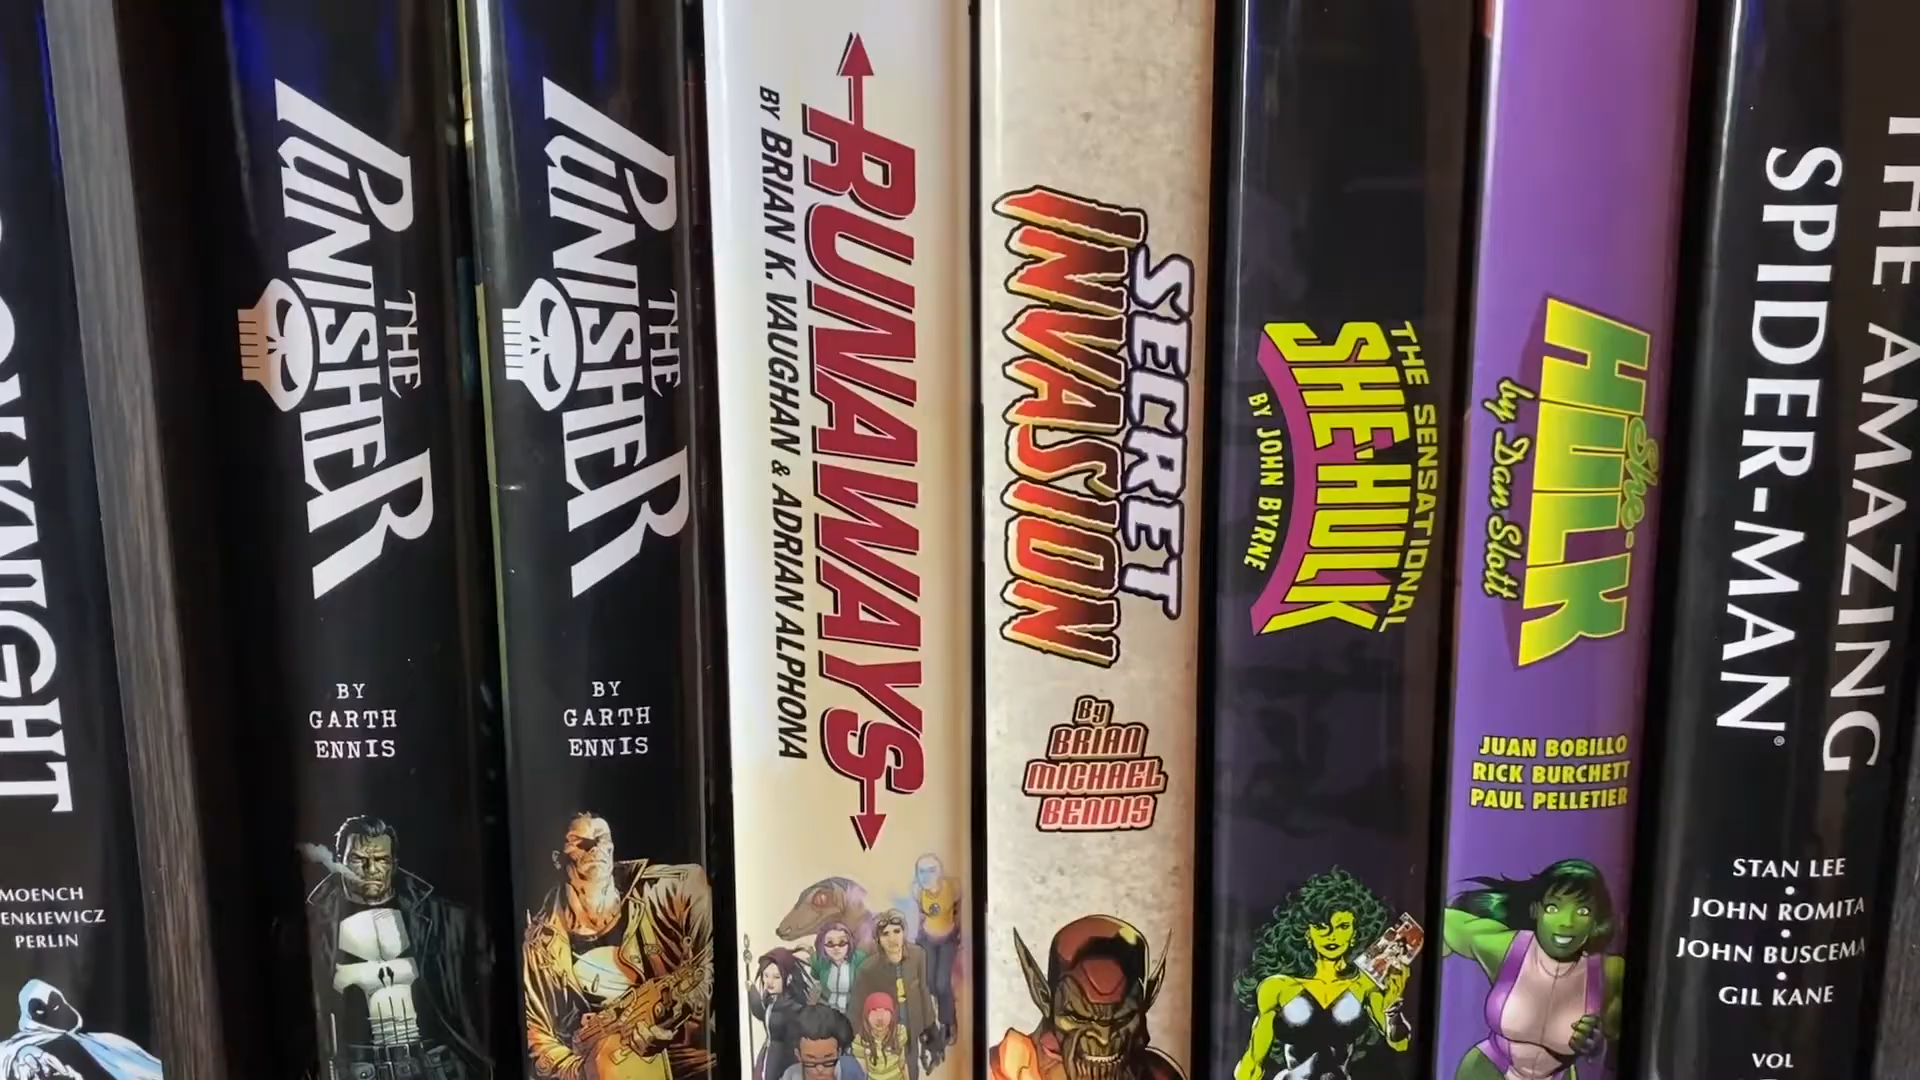 MOENCH
PERLIN
THE
PUNISHER
BY
GARTH
ENNIS
THE
PUNISHER
BY
GARTH
ENNIS
RUNAWAYS
BY BRIAN K. VAUGHAN & ADRIAN ALPHONA
SECRET
INVASION
By
BRIAN
MICHAEL
BENDIS
THE SENSATIONAL
SHE-HULK
BY JOHN BYRNE
She-
HULK
by Dan Slott
JUAN BOBILLO
RICK BURCHETT
PAUL PELLETIER
THE AMAZING
SPIDER-MAN®
STAN LEE
•
JOHN ROMITA
•
JOHN BUSCEMA
•
GIL KANE
VOL